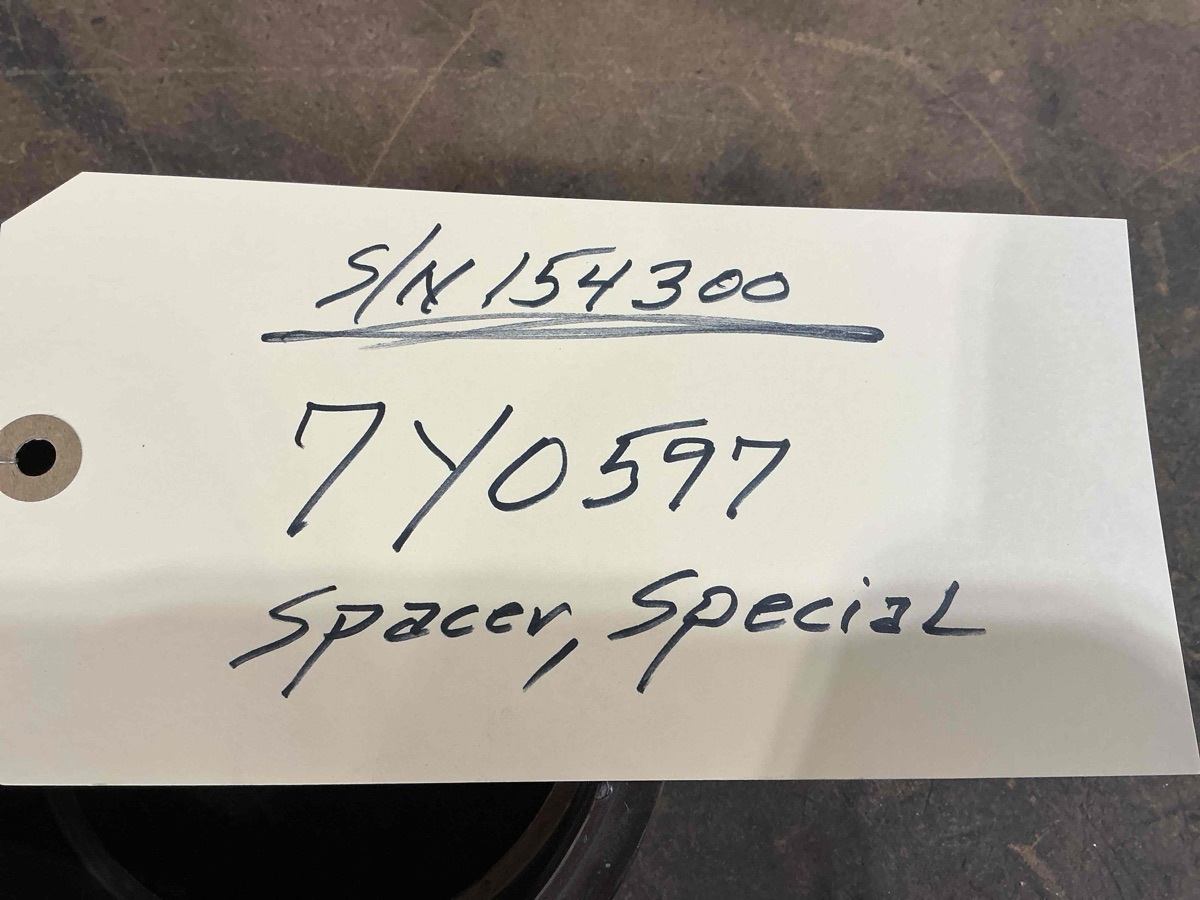 S/N 154300
7Y0597
Spacer, Special